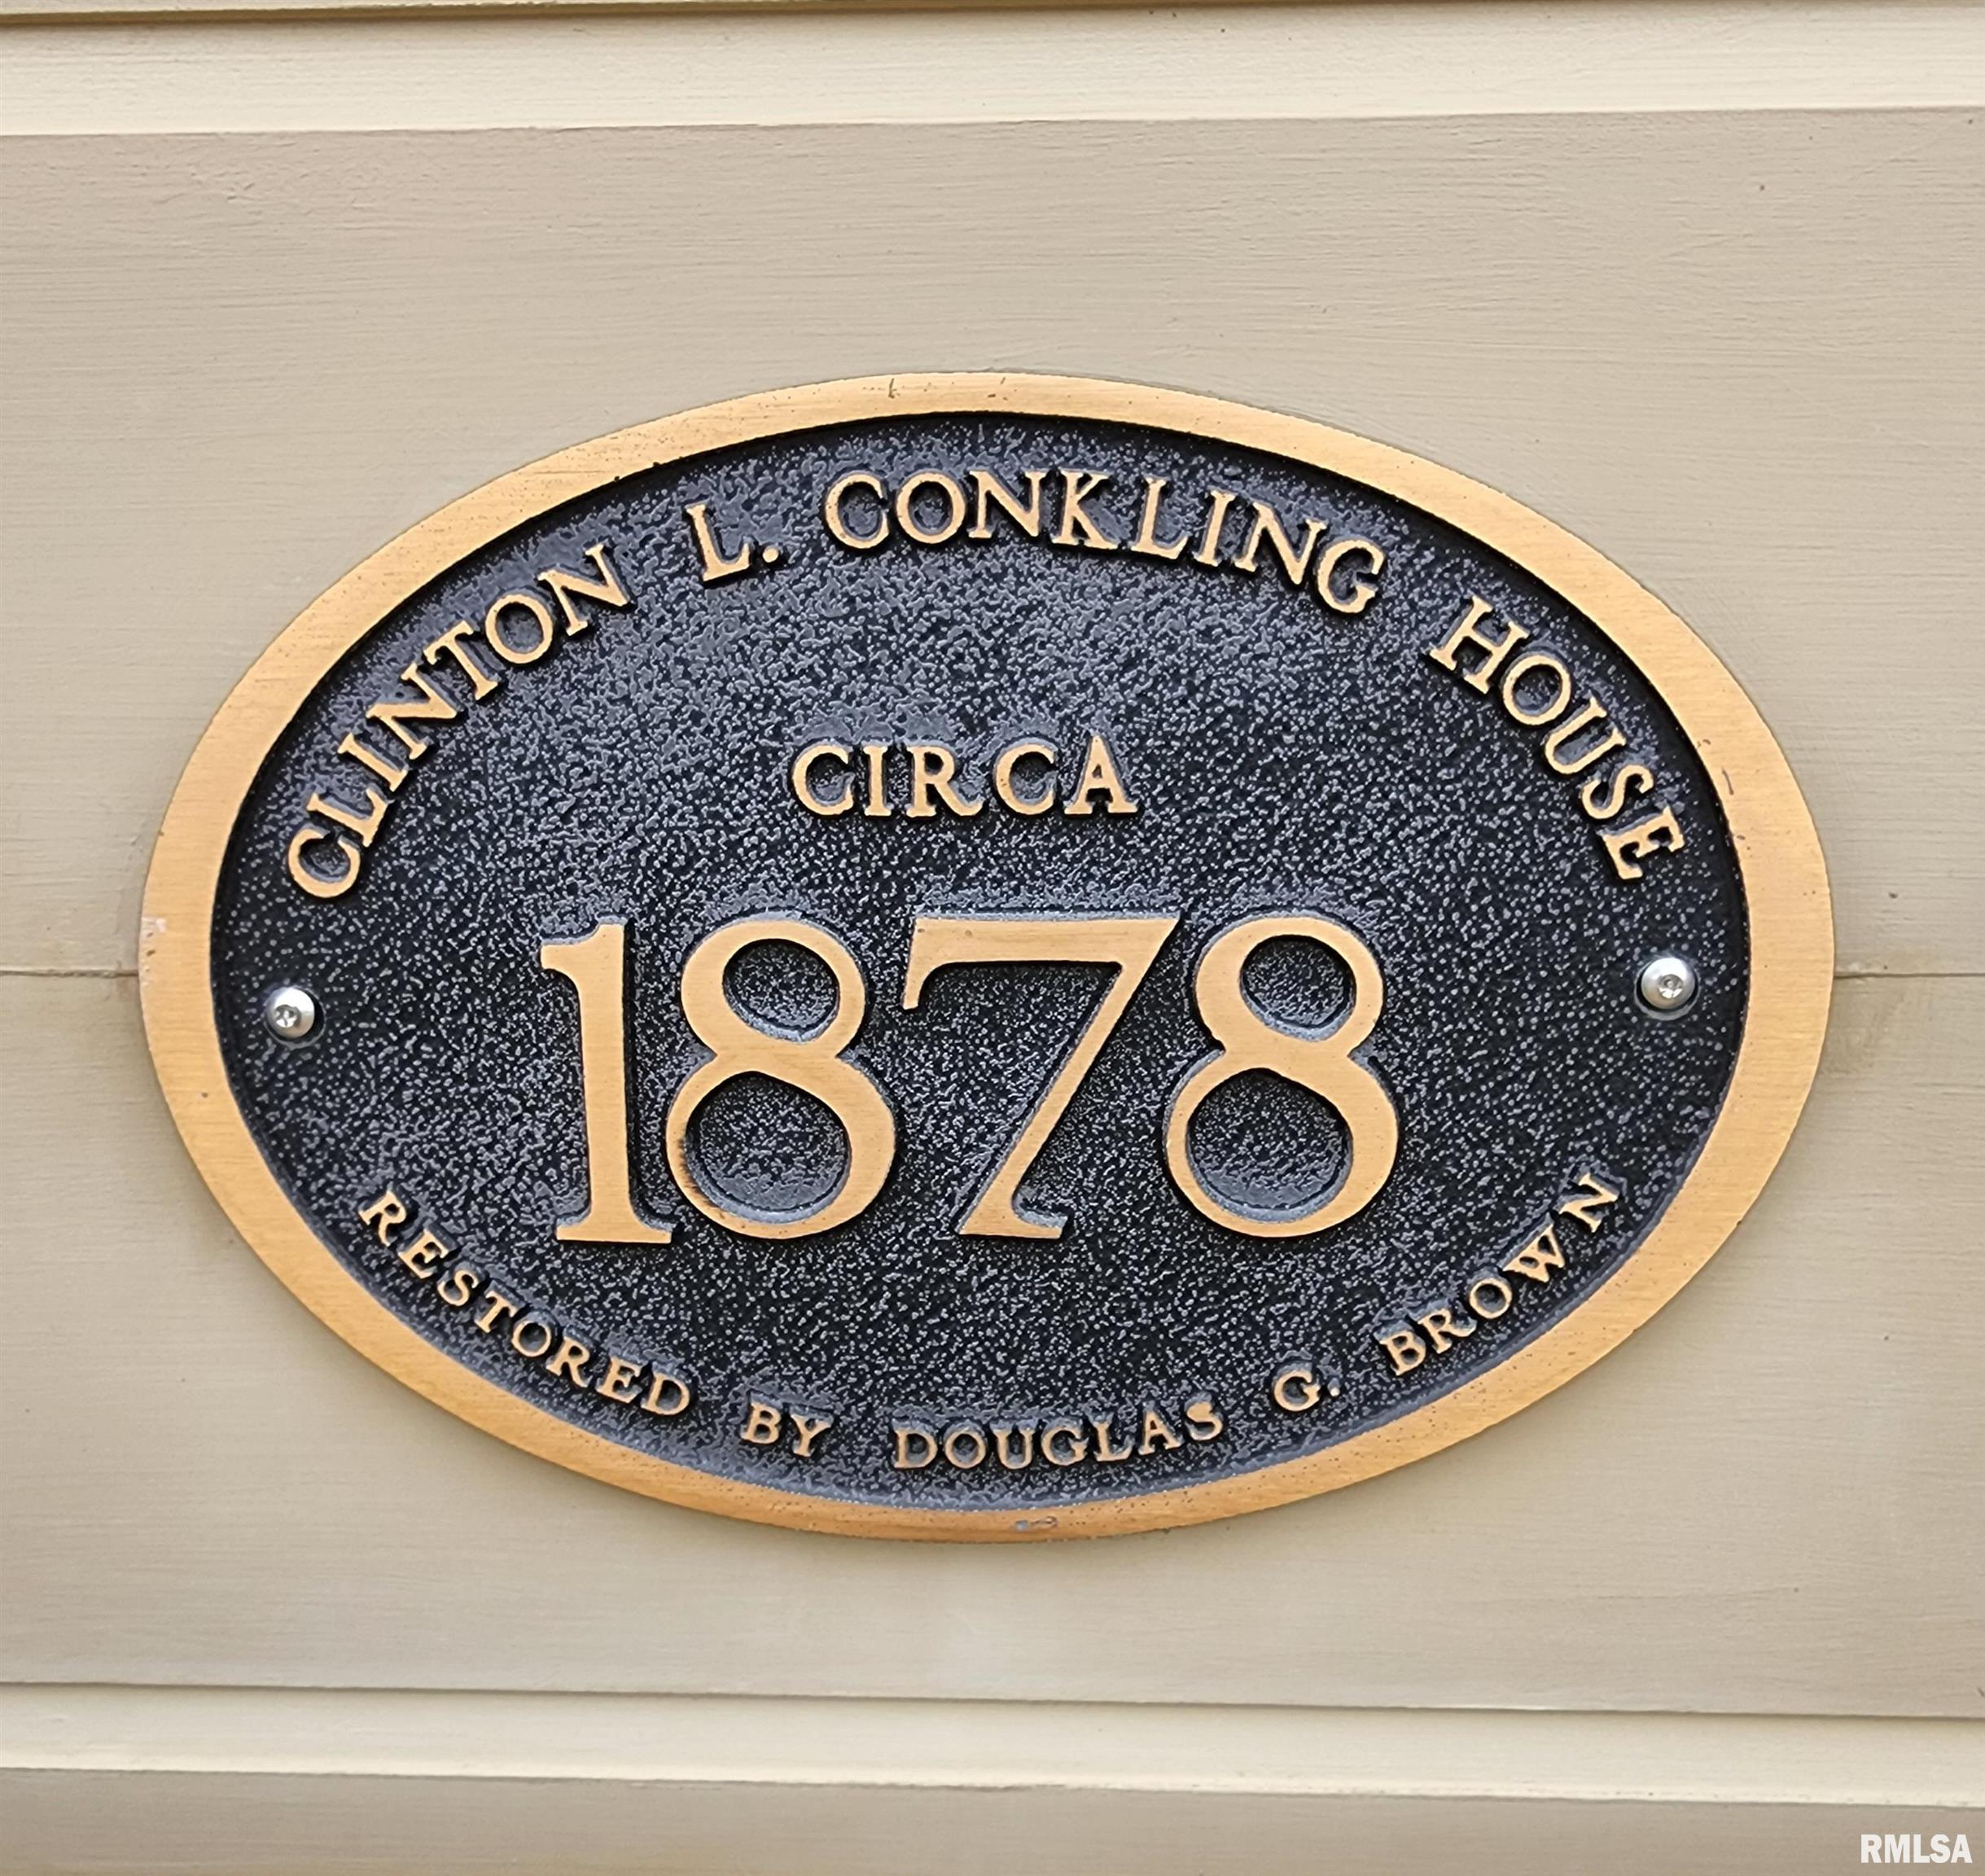 CLINTON L. CONKLING HOUSE
CIRCA
1878
RESTORED BY DOUGLAS G. BROWN
RMLSA